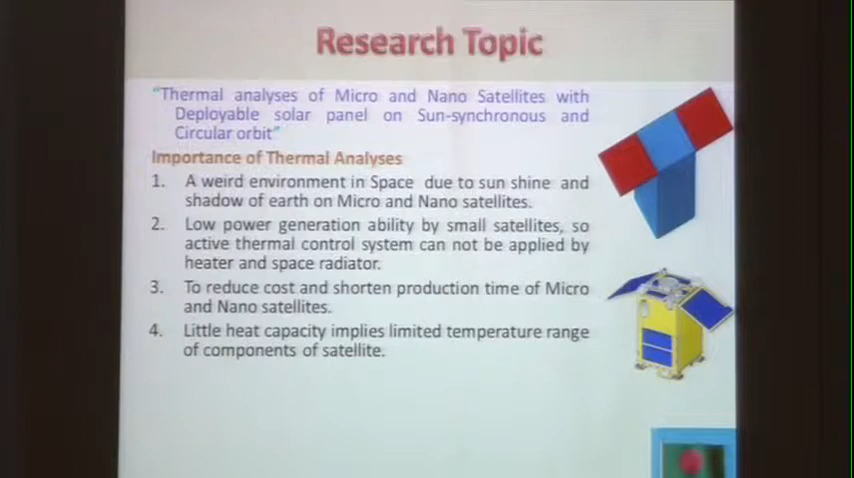 Research Topic
"Thermal analyses of Micro and Nano Satellites with
Deployable solar panel on Sun-synchronous and
Circular orbit"
Importance of Thermal Analyses
1. A weird environment in Space due to sun shine and
shadow of earth on Micro and Nano satellites.
2. Low power generation ability by small satellites, so
active thermal control system can not be applied by
heater and space radiator.
3. To reduce cost and shorten production time of Micro
and Nano satellites.
4. Little heat capacity implies limited temperature range
of components of satellite.